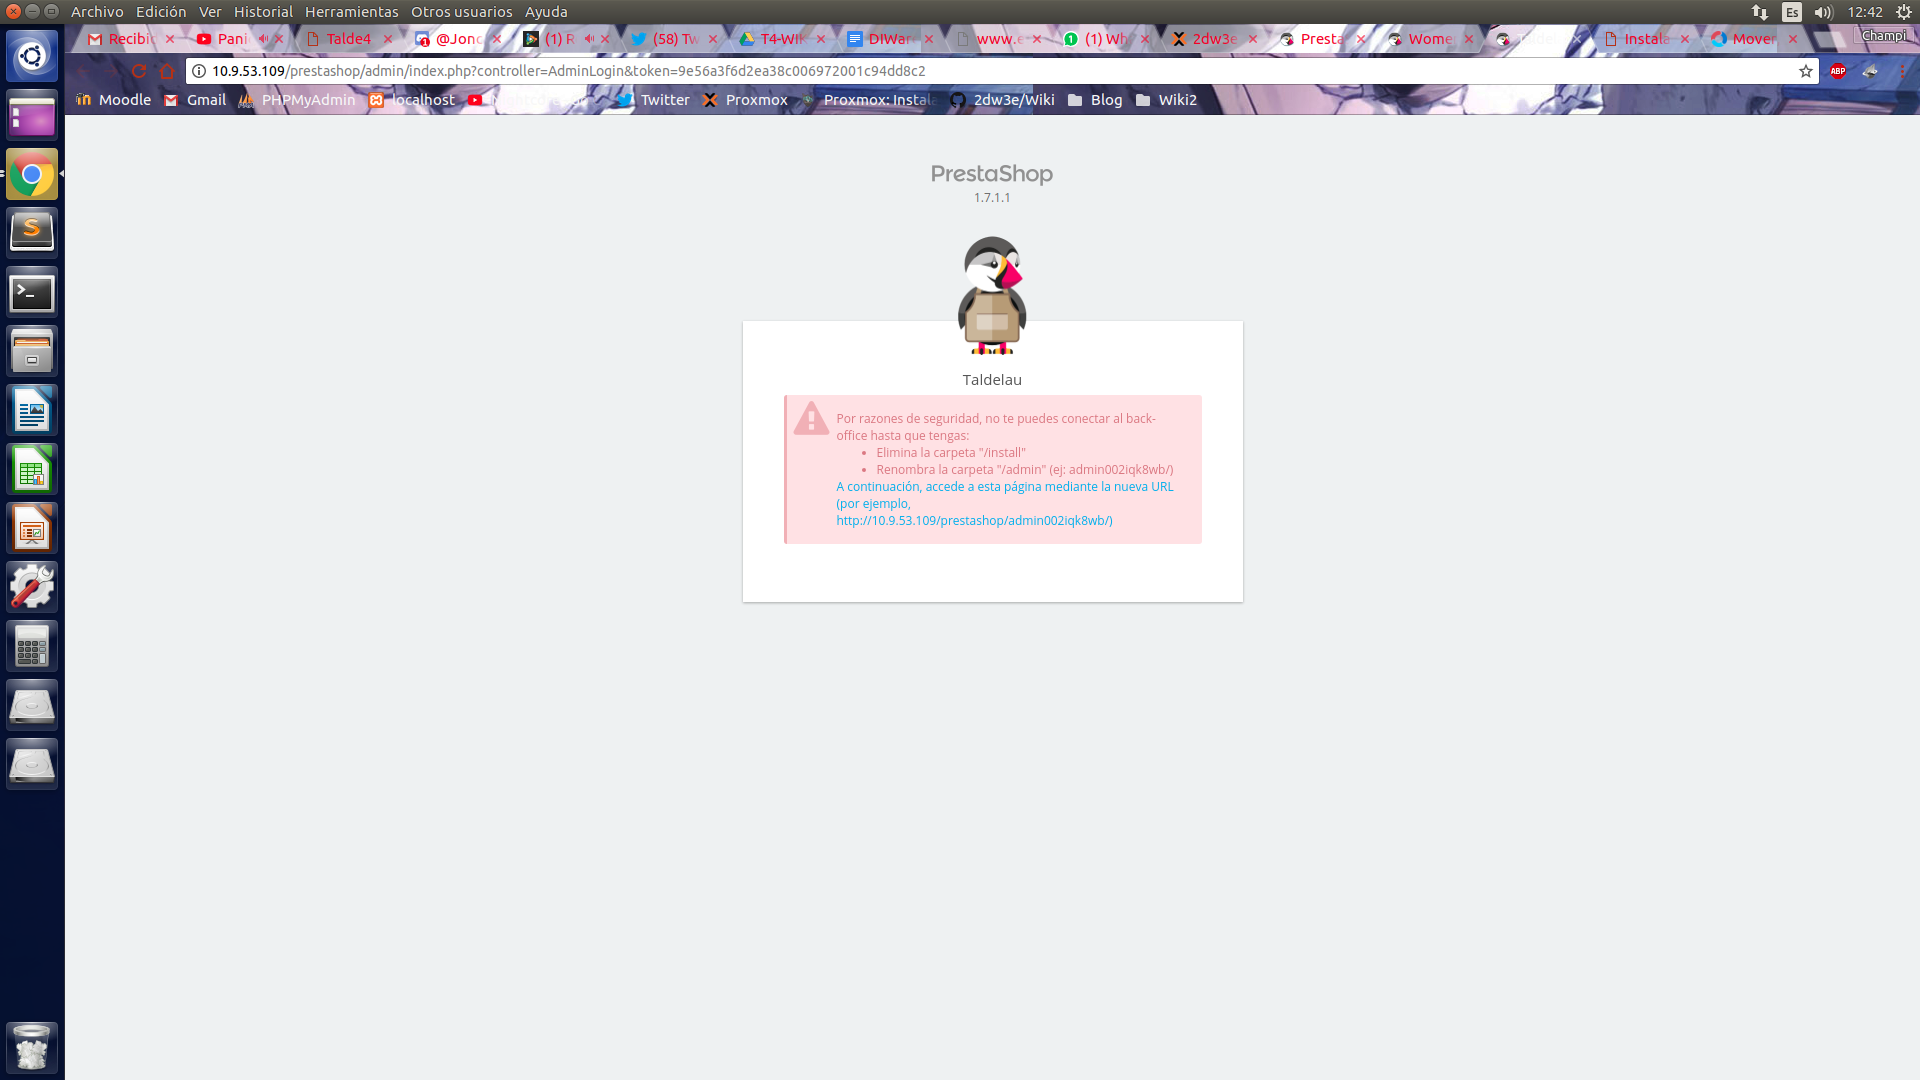 Archivo Edición Ver Historial Herramientas Otros usuarios Ayuda
Es 12:42
Recibi Pani Talde4 @Jonc (1) R (58) Tw T4-WIK DIWar www.e (1) Wh 2dw3e Presta Wome Instala Mover Champi
10.9.53.109/prestashop/admin/index.php?controller=AdminLogin&token=9e56a3f6d2ea38c006972001c94dd8c2
ABP
Moodle Gmail PHPMyAdmin localhost Twitter Proxmox Proxmox: Instala 2dw3e/Wiki Blog Wiki2
PrestaShop
1.7.1.1
Taldelau
Por razones de seguridad, no te puedes conectar al back-
office hasta que tengas:
• Elimina la carpeta "/install"
• Renombra la carpeta "/admin" (ej: admin002iqk8wb/)
A continuación, accede a esta página mediante la nueva URL
(por ejemplo,
http://10.9.53.109/prestashop/admin002iqk8wb/)